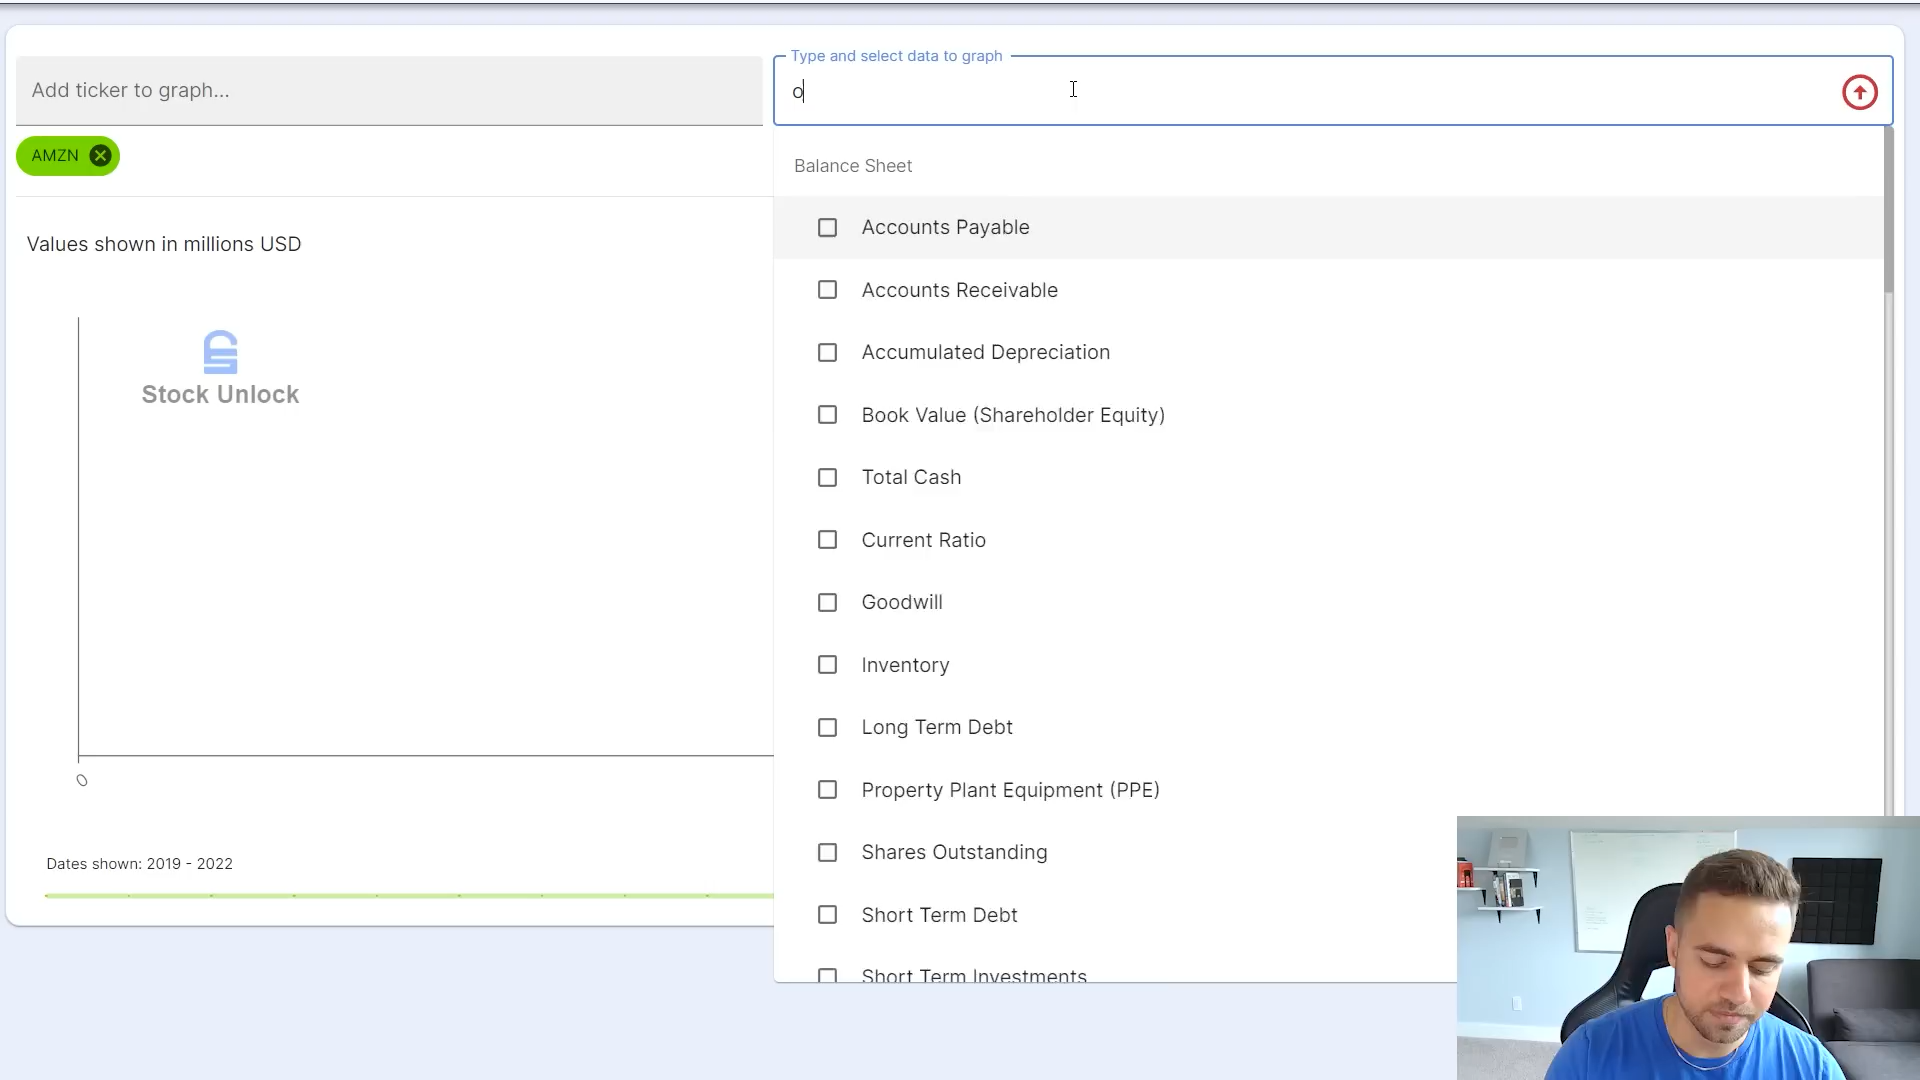 Type and select data to graph
Add ticker to graph...
o
AMZN
Balance Sheet
Accounts Payable
Values shown in millions USD
Accounts Receivable
Accumulated Depreciation
Stock Unlock
Book Value (Shareholder Equity)
Total Cash
Current Ratio
Goodwill
Inventory
Long Term Debt
0
Property Plant Equipment (PPE)
Shares Outstanding
Dates shown: 2019 - 2022
Short Term Debt
Short Term Investments